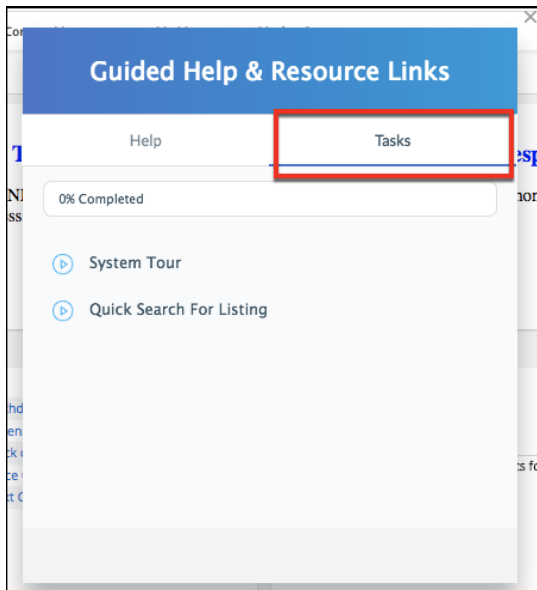 Guided Help & Resource Links
Help
Tasks
0% Completed
System Tour
Quick Search For Listing